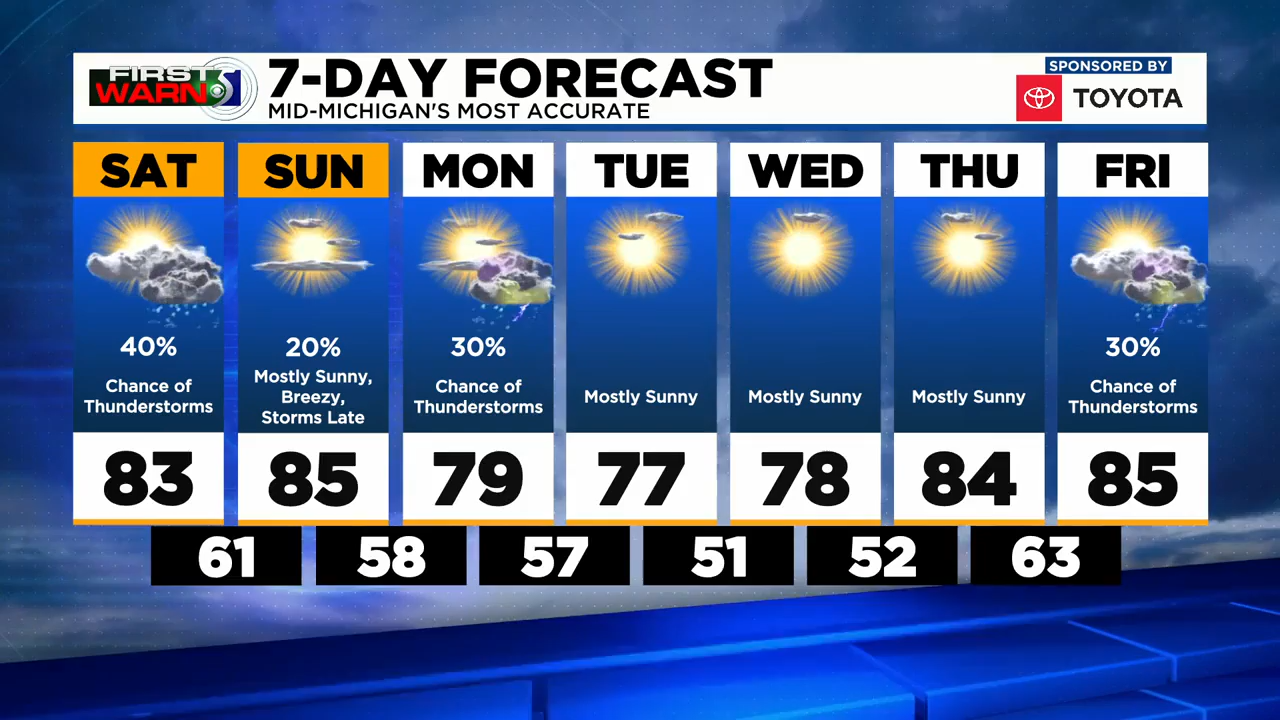 FIRST
WARN 5
7-DAY FORECAST
MID-MICHIGAN'S MOST ACCURATE
SPONSORED BY
TOYOTA
SAT SUN MON TUE WED THU FRI
40% 20% 30% 30%
Chance of
Thunderstorms
Mostly Sunny,
Breezy,
Storms Late
Chance of
Thunderstorms
Mostly Sunny
Mostly Sunny
Mostly Sunny
Chance of
Thunderstorms
83 85 79 77 78 84 85
61 58 57 51 52 63